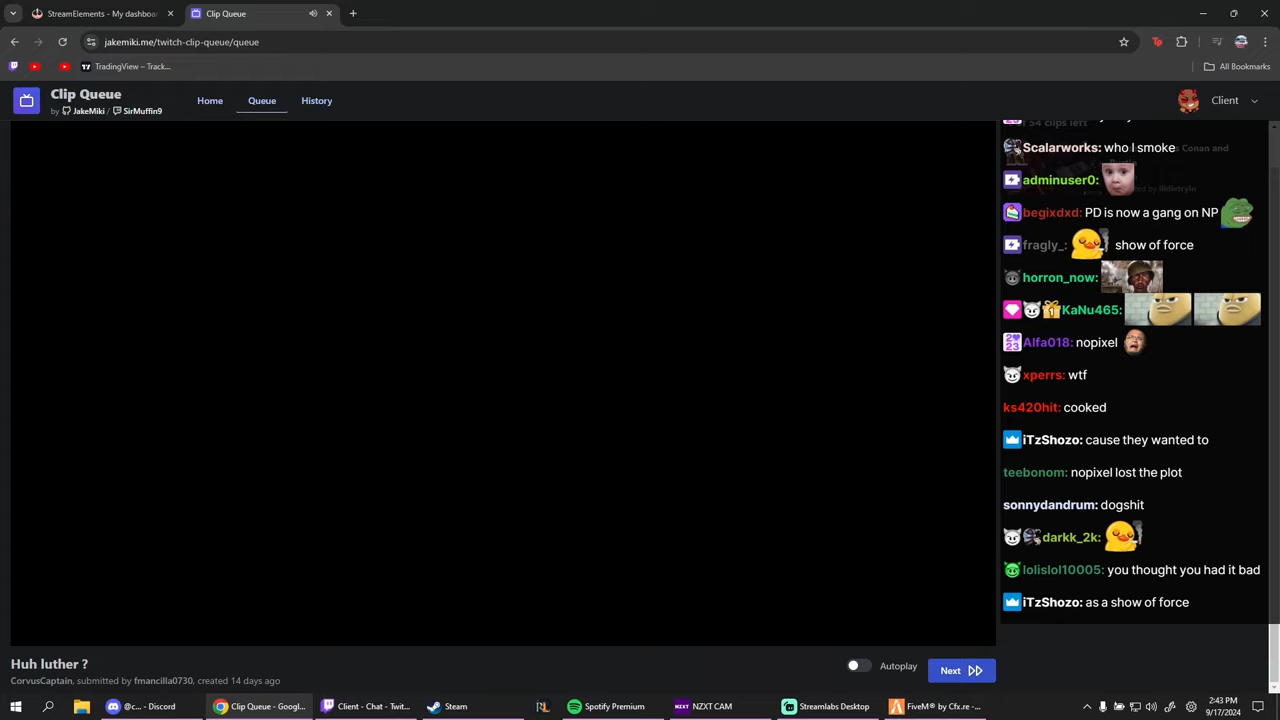 StreamElements - My dashboar
Clip Queue
jakemiki.me/twitch-clip-queue/queue
TradingView – Track...
All Bookmarks
Clip Queue
by JakeMiki / SirMuffin9
Home
Queue
History
Client
54 clips left
Scalarworks: who I smoke
s Conan and
adminuser0:
begixdxd: PD is now a gang on NP
fragly_: show of force
horron_now:
KaNu465:
Alfa018: nopixel
xperrs: wtf
ks420hit: cooked
iTzShozo: cause they wanted to
teebonom: nopixel lost the plot
sonnydandrum: dogshit
darkk_2k:
lolislol10005: you thought you had it bad
iTzShozo: as a show of force
Huh luther ?
CorvusCaptain, submitted by fmancilla0730, created 14 days ago
Autoplay
Next
@c... - Discord
Clip Queue - Googl...
Client - Chat - Twit...
Steam
Spotify Premium
NZXT CAM
Streamlabs Desktop
FiveM® by Cfx.re -...
2:43 PM
9/17/2024